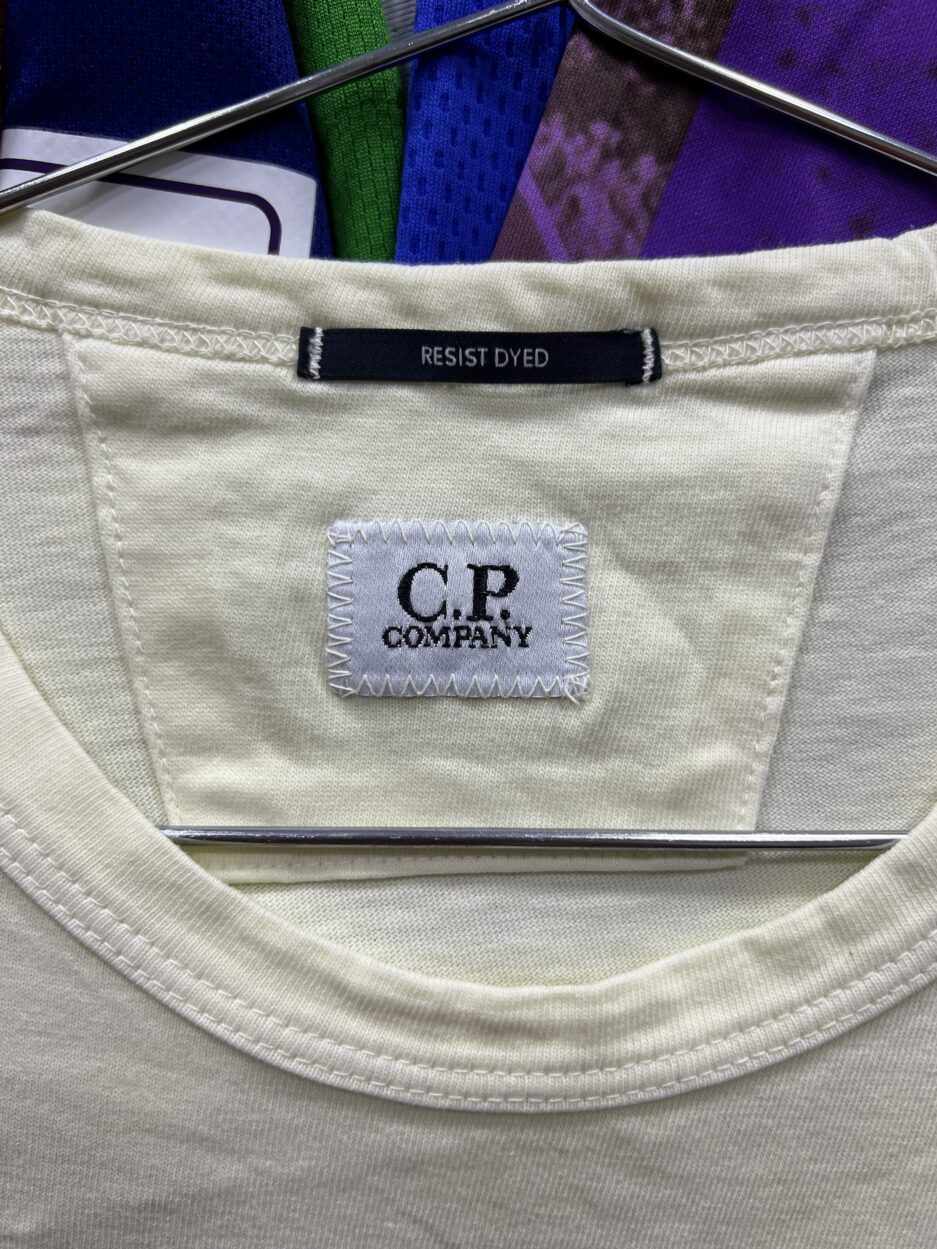 RESIST DYED
C.P.
COMPANY